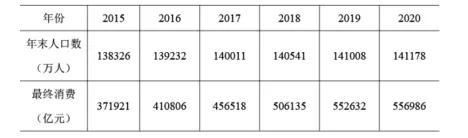 年份 2015 2016 2017 2018 2019 2020
年末人口数
（万人） 138326 139232 140011 140541 141008 141178
最终消费
（亿元） 371921 410806 456518 506135 552632 556986